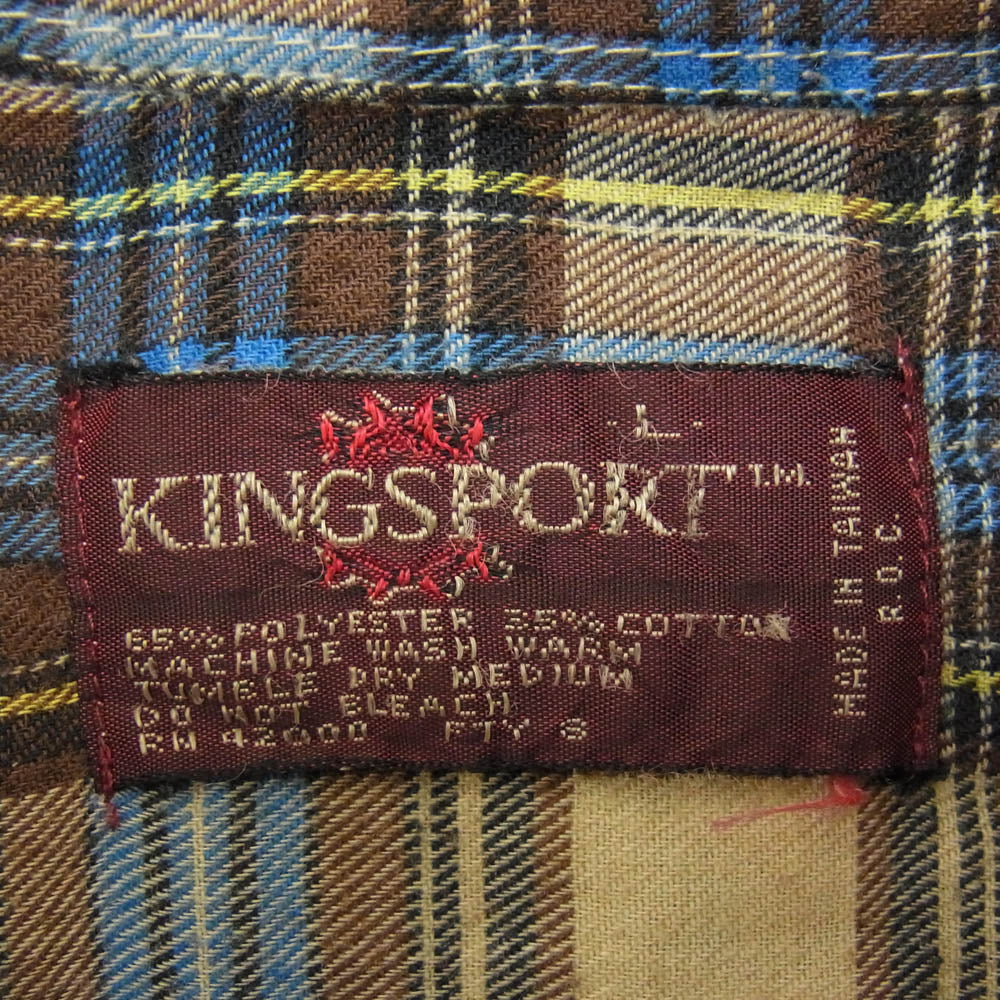 L
KINGSPORT T.M.
65% POLYESTER 35% COTTON
MACHINE WASH WARM
TUMBLE DRY MEDIUM
DO NOT BLEACH
RN 42000 FTY 8
MADE IN TAIWAN
R.O.C